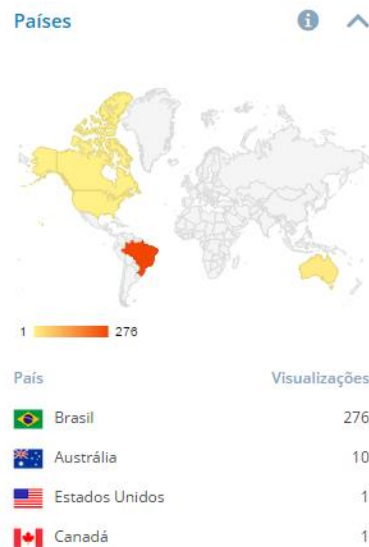 Países
1 276
País Visualizações
Brasil 276
Austrália 10
Estados Unidos 1
Canadá 1